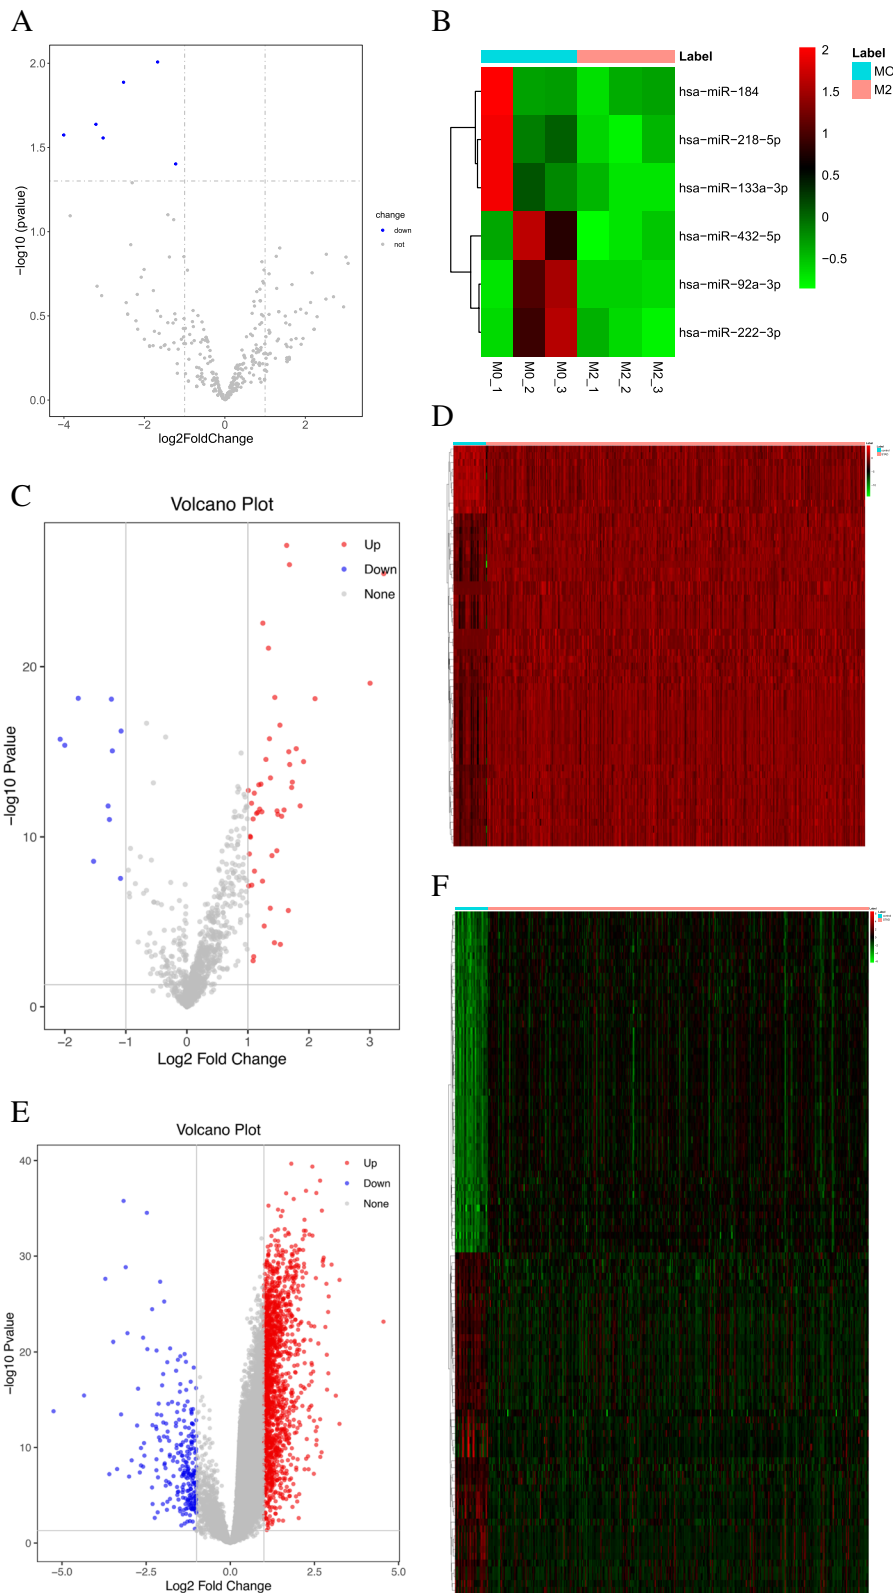 A
2.0
1.5
1.0
0.5
0.0
−4
−2
0
2
log2FoldChange
−log10 (pvalue)
change
down
not
B
Label
hsa−miR−184
hsa−miR−218−5p
hsa−miR−133a−3p
hsa−miR−432−5p
hsa−miR−92a−3p
hsa−miR−222−3p
M0_1
M0_2
M0_3
M2_1
M2_2
M2_3
2
1.5
1
0.5
0
−0.5
Label
MC
M2
C
Volcano Plot
Up
Down
None
20
10
0
−2
−1
0
1
2
3
Log2 Fold Change
−log10 Pvalue
D
Label
Label
E
Volcano Plot
Up
Down
None
40
30
20
10
0
−5.0
−2.5
0.0
2.5
5.0
Log2 Fold Change
−log10 Pvalue
F
Label
Label